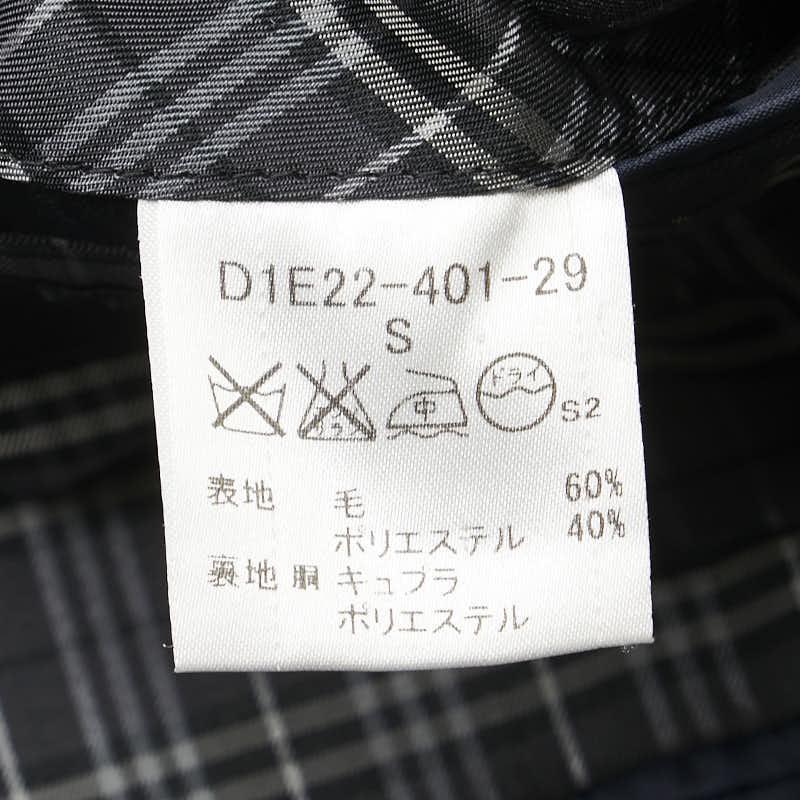 D1E22-401-29
S
中 ドライ S2
表地 毛 60%
ポリエステル 40%
裏地 胴 キュプラ
ポリエステル